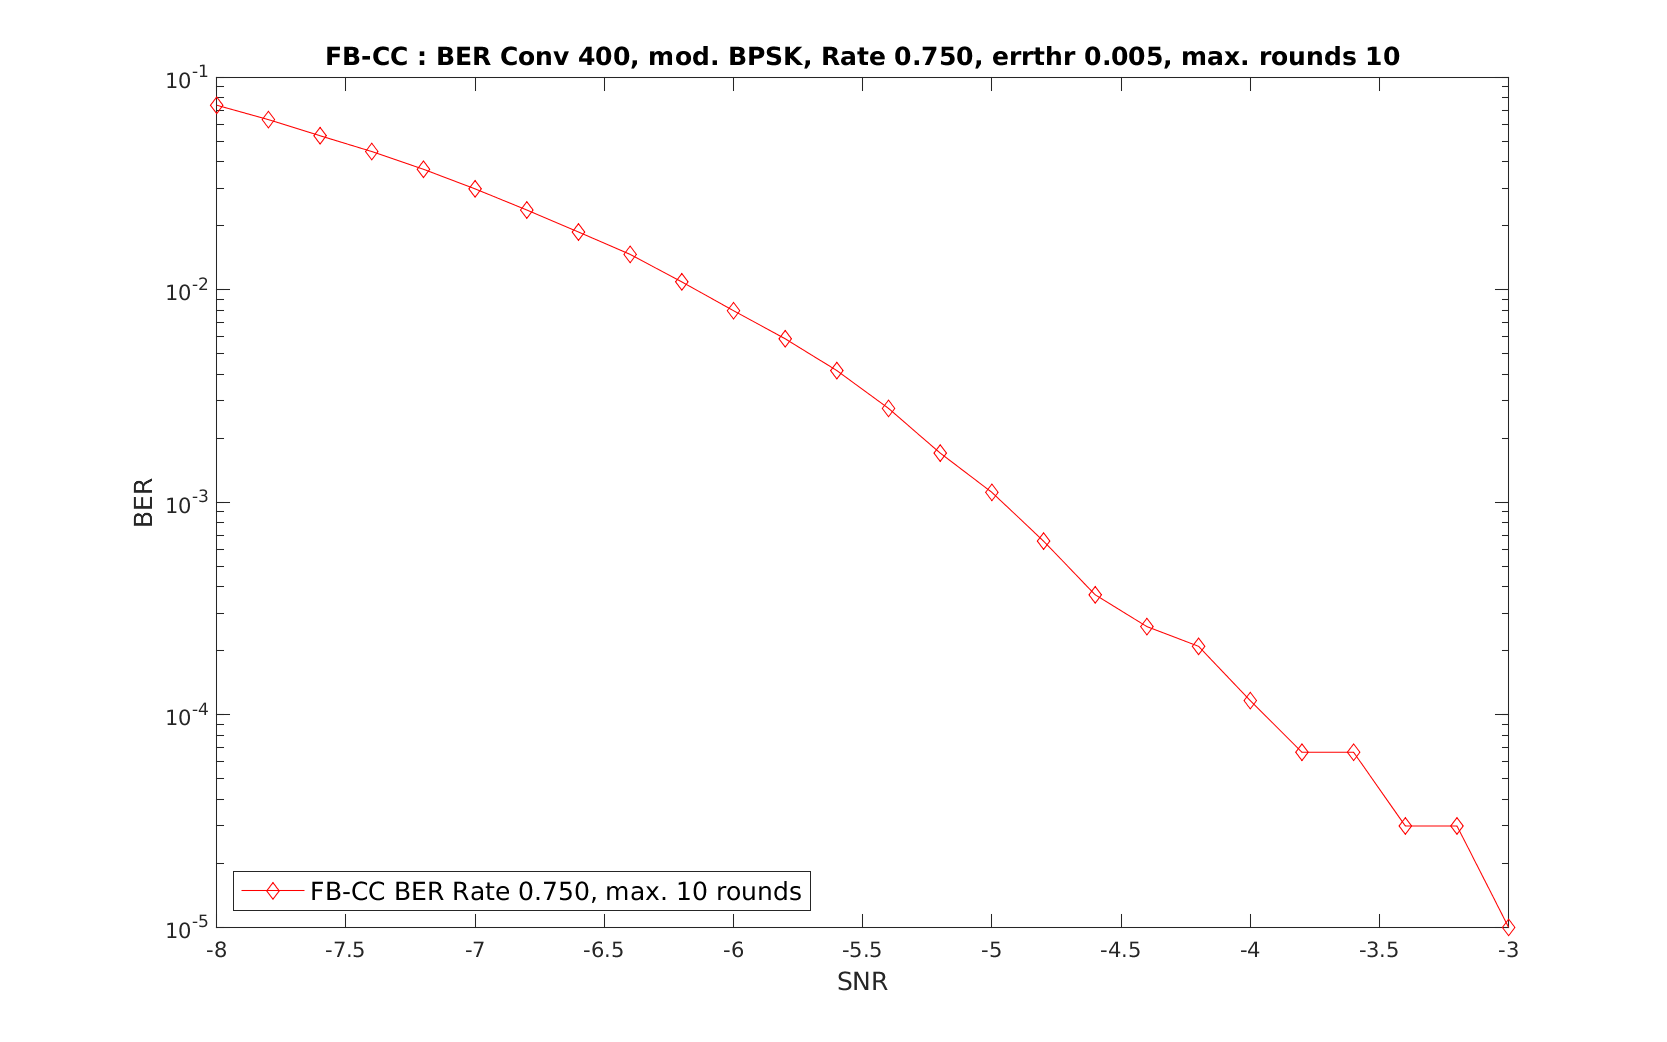 FB-CC : BER Conv 400, mod. BPSK, Rate 0.750, errthr 0.005, max. rounds 10
10^-1
10^-2
10^-3
10^-4
10^-5
BER
FB-CC BER Rate 0.750, max. 10 rounds
-8 -7.5 -7 -6.5 -6 -5.5 -5 -4.5 -4 -3.5 -3
SNR